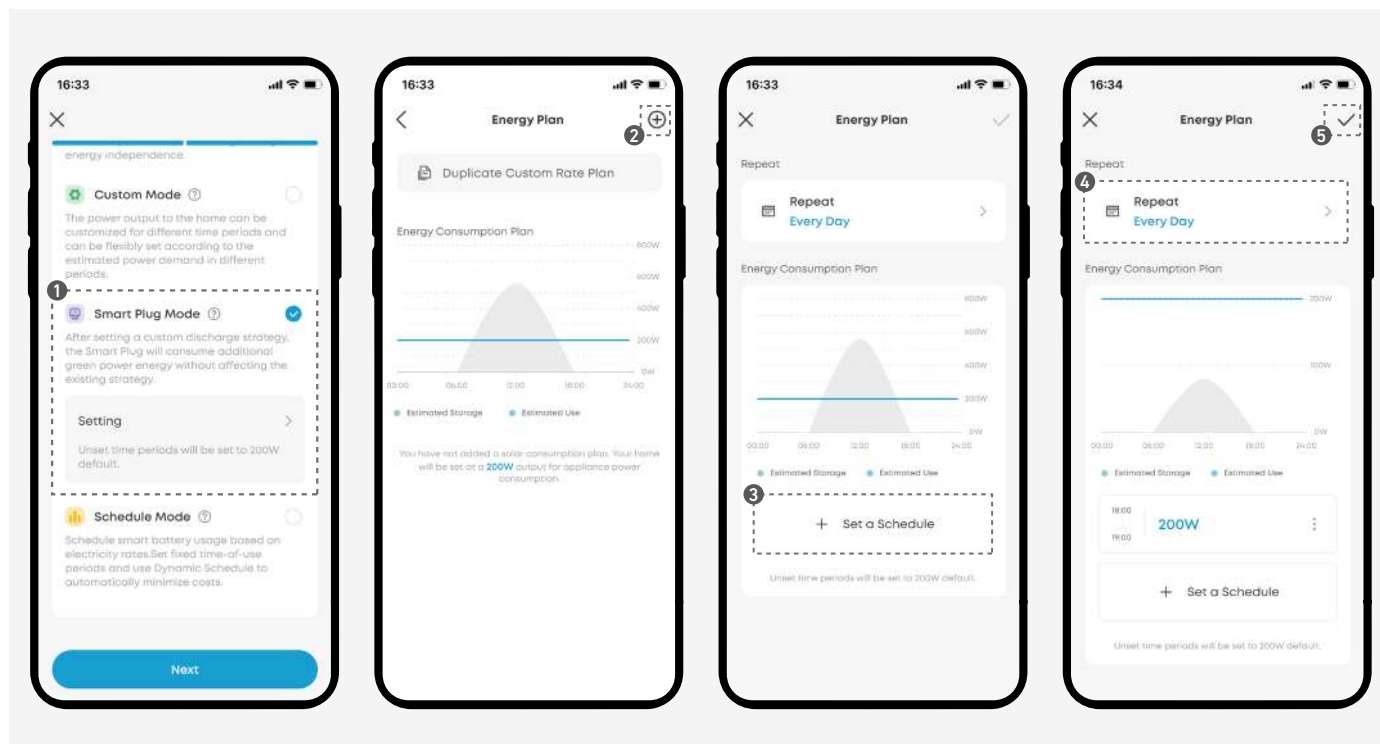 16:33
energy independence.
Custom Mode
The power output to the home can be
customized for different time periods and
can be flexibly set according to the
estimated power demand in different
periods.
1
Smart Plug Mode
After setting a custom discharge strategy,
the Smart Plug will consume additional
green power energy without affecting the
existing strategy.
Setting
Unset time periods will be set to 200W
default.
Schedule Mode
Schedule smart battery usage based on
electricity rates.Set fixed time-of-use
periods and use Dynamic Schedule to
automatically minimize costs.
Next
16:33
Energy Plan
2
Duplicate Custom Rate Plan
Energy Consumption Plan
800W
600W
400W
200W
0W
00:00 06:00 12:00 18:00 24:00
Estimated Storage Estimated Use
You have not added a solar consumption plan. Your home
will be set at a 200W output for appliance power
consumption.
16:33
Energy Plan
Repeat
Repeat
Every Day
Energy Consumption Plan
800W
600W
400W
200W
0W
00:00 06:00 12:00 18:00 24:00
Estimated Storage Estimated Use
3
+ Set a Schedule
Unset time periods will be set to 200W default.
16:34
Energy Plan
5
Repeat
4
Repeat
Every Day
Energy Consumption Plan
200W
100W
0W
00:00 06:00 12:00 18:00 24:00
Estimated Storage Estimated Use
18:00
200W
19:00
+ Set a Schedule
Unset time periods will be set to 200W default.